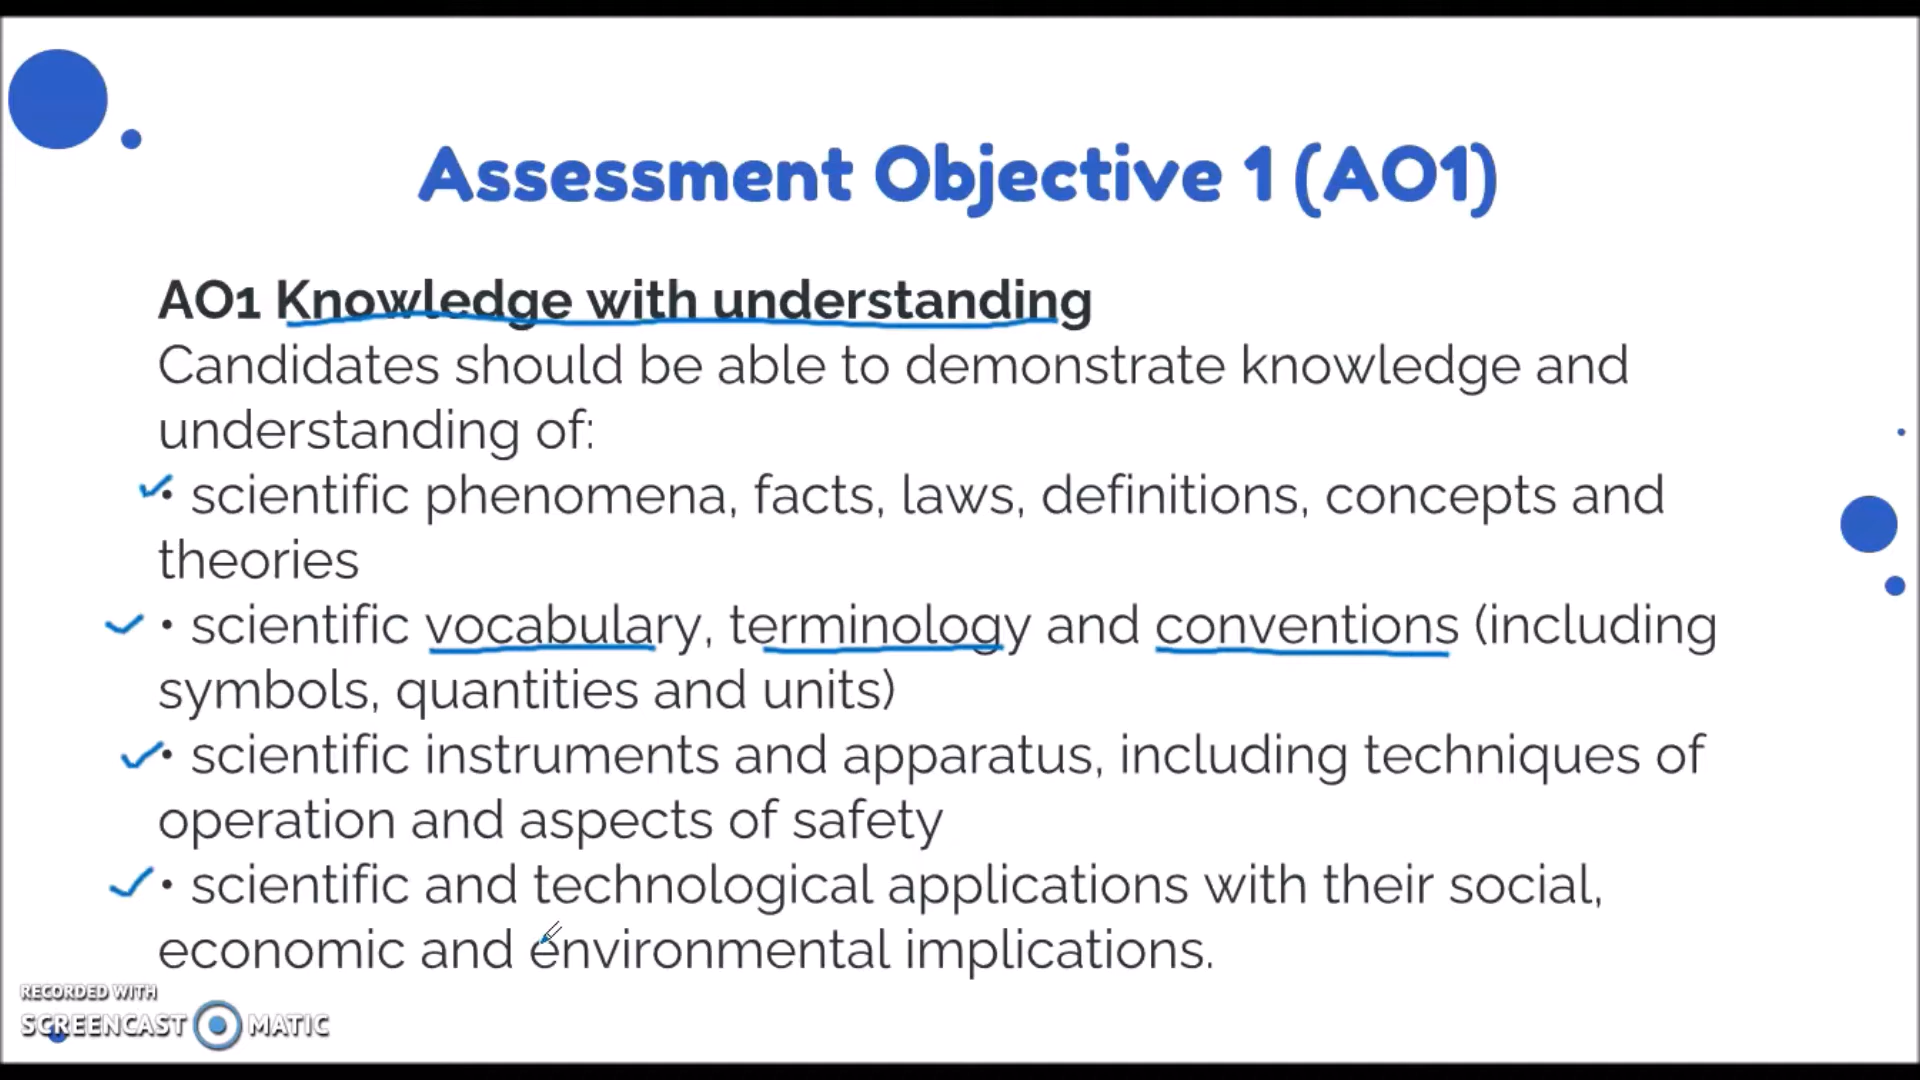 Assessment Objective 1 (AO1)
AO1 Knowledge with understanding
Candidates should be able to demonstrate knowledge and
understanding of:
• scientific phenomena, facts, laws, definitions, concepts and
theories
• scientific vocabulary, terminology and conventions (including
symbols, quantities and units)
• scientific instruments and apparatus, including techniques of
operation and aspects of safety
• scientific and technological applications with their social,
economic and environmental implications.
RECORDED WITH
SCREENCAST MATIC